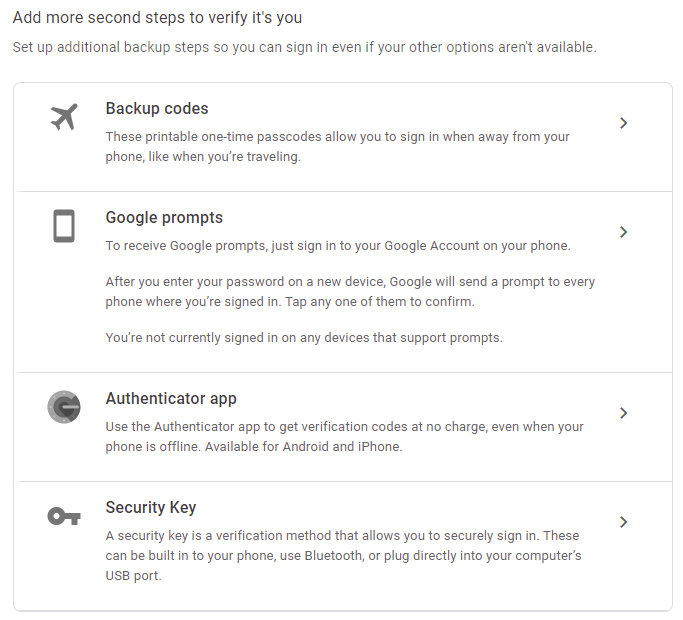 Add more second steps to verify it's you
Set up additional backup steps so you can sign in even if your other options aren't available.
Backup codes
These printable one-time passcodes allow you to sign in when away from your
phone, like when you’re traveling.
Google prompts
To receive Google prompts, just sign in to your Google Account on your phone.
After you enter your password on a new device, Google will send a prompt to every
phone where you’re signed in. Tap any one of them to confirm.
You’re not currently signed in on any devices that support prompts.
Authenticator app
Use the Authenticator app to get verification codes at no charge, even when your
phone is offline. Available for Android and iPhone.
Security Key
A security key is a verification method that allows you to securely sign in. These
can be built in to your phone, use Bluetooth, or plug directly into your computer’s
USB port.